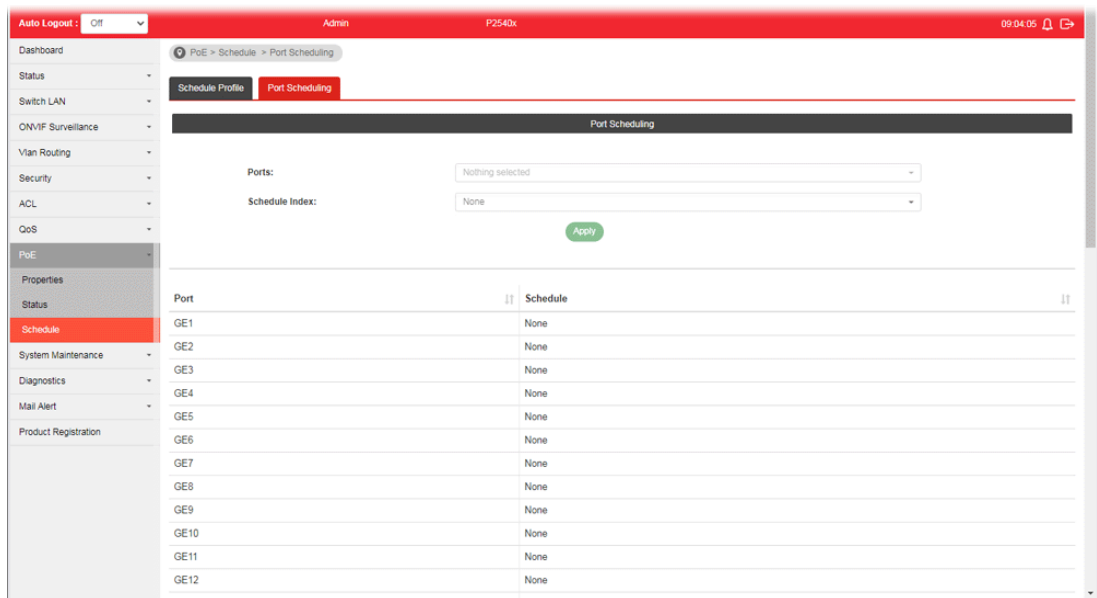 Auto Logout : Off Admin P2540x 09:04:05
Dashboard
Status
Switch LAN
ONVIF Surveillance
Vlan Routing
Security
ACL
QoS
PoE
Properties
Status
Schedule
System Maintenance
Diagnostics
Mail Alert
Product Registration
PoE > Schedule > Port Scheduling
Schedule Profile Port Scheduling
Port Scheduling
Ports: Nothing selected
Schedule Index: None
Apply
Port Schedule
GE1 None
GE2 None
GE3 None
GE4 None
GE5 None
GE6 None
GE7 None
GE8 None
GE9 None
GE10 None
GE11 None
GE12 None